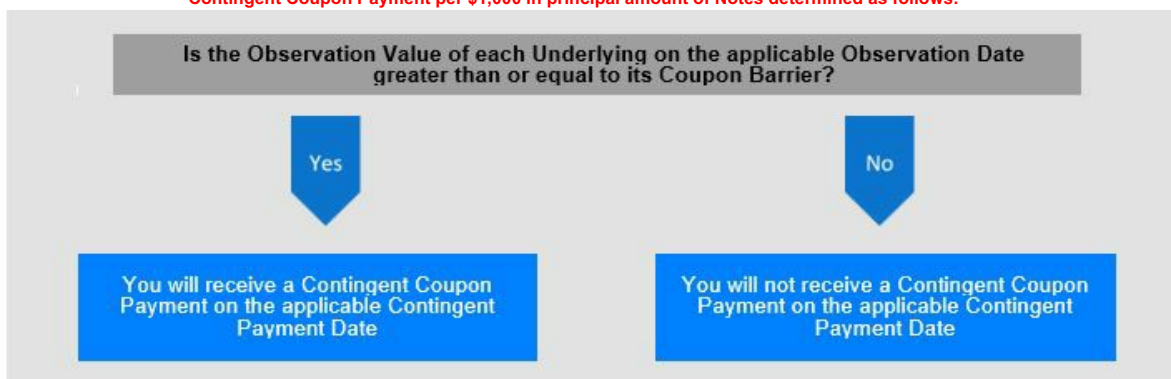 Contingent Coupon Payment per $1,000 in principal amount of Notes determined as follows:
Is the Observation Value of each Underlying on the applicable Observation Date
greater than or equal to its Coupon Barrier?
Yes
No
You will receive a Contingent Coupon
Payment on the applicable Contingent
Payment Date
You will not receive a Contingent Coupon
Payment on the applicable Contingent
Payment Date